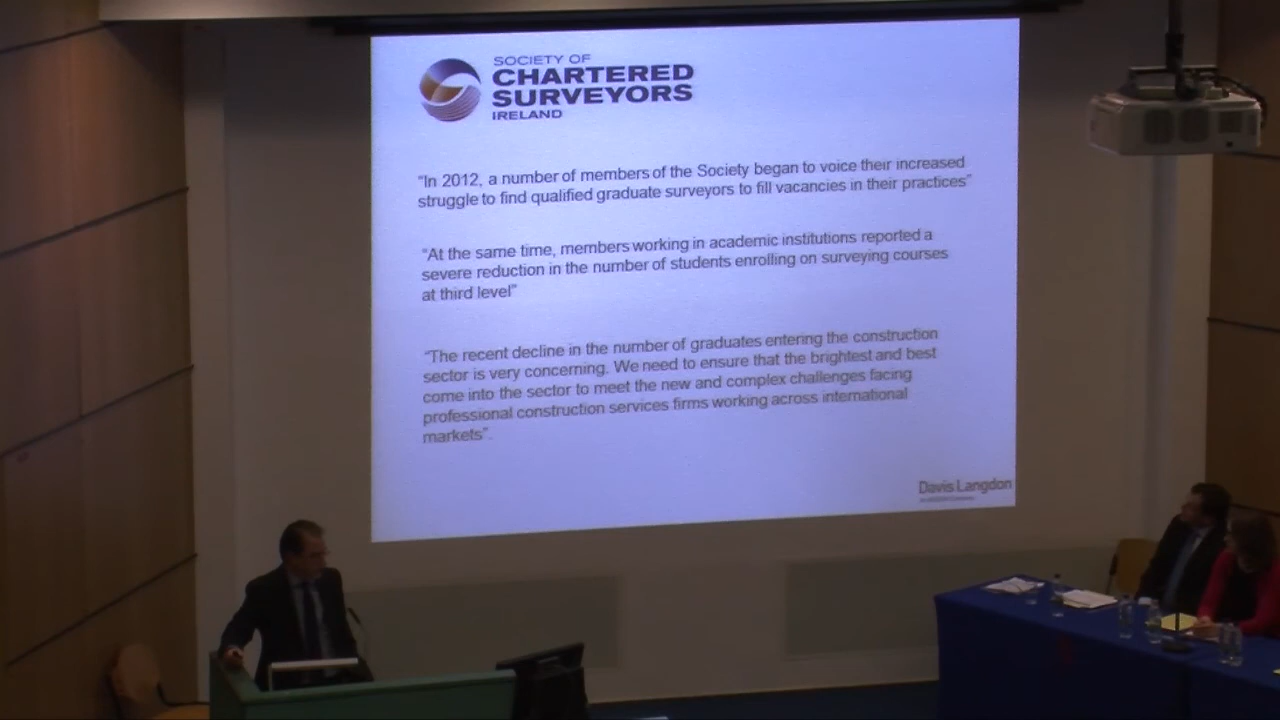 SOCIETY OF
CHARTERED
SURVEYORS
IRELAND
“In 2012, a number of members of the Society began to voice their increased
struggle to find qualified graduate surveyors to fill vacancies in their practices”
“At the same time, members working in academic institutions reported a
severe reduction in the number of students enrolling on surveying courses
at third level”
“The recent decline in the number of graduates entering the construction
sector is very concerning. We need to ensure that the brightest and best
come into the sector to meet the new and complex challenges facing
professional construction services firms working across international
markets”.
Davis Langdon